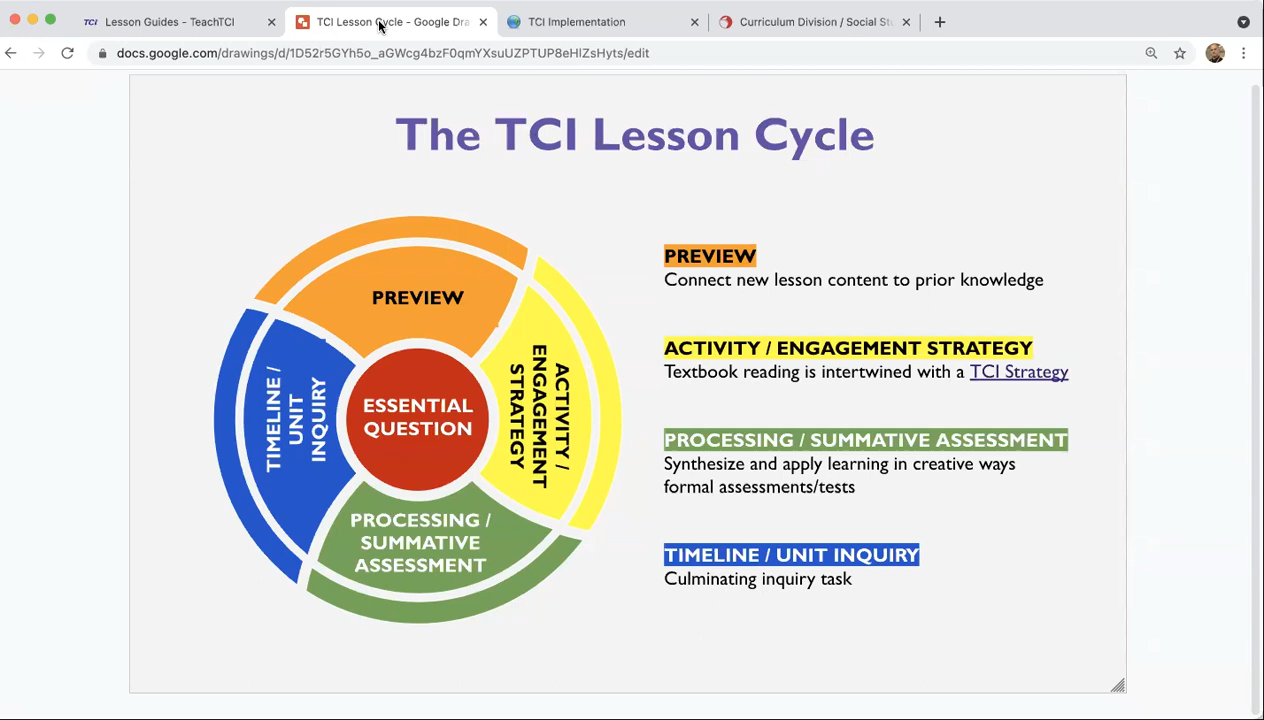 TCI Lesson Guides - TeachTCI
TCI Lesson Cycle - Google Dra
TCI Implementation
Curriculum Division / Social Stu
docs.google.com/drawings/d/1D52r5GYh5o_aGWcg4bzF0qmYXsuUZPTUP8eHIZsHyts/edit
The TCI Lesson Cycle
PREVIEW
ACTIVITY /
ENGAGEMENT
STRATEGY
PROCESSING /
SUMMATIVE
ASSESSMENT
TIMELINE /
UNIT
INQUIRY
ESSENTIAL
QUESTION
PREVIEW
Connect new lesson content to prior knowledge
ACTIVITY / ENGAGEMENT STRATEGY
Textbook reading is intertwined with a TCI Strategy
PROCESSING / SUMMATIVE ASSESSMENT
Synthesize and apply learning in creative ways
formal assessments/tests
TIMELINE / UNIT INQUIRY
Culminating inquiry task